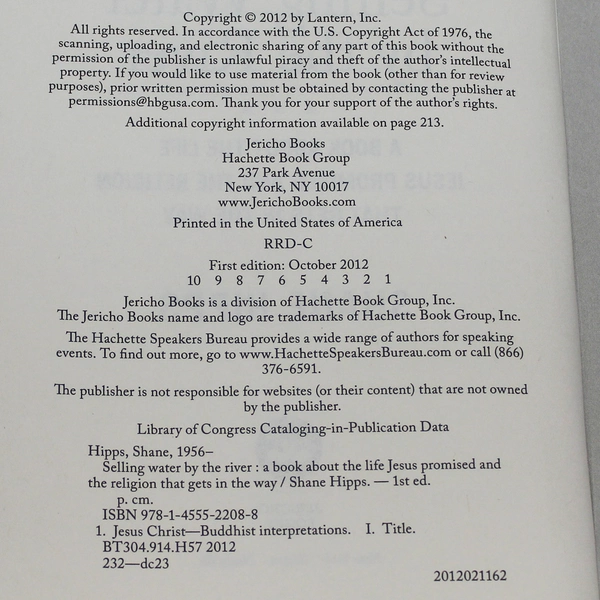 Copyright © 2012 by Lantern, Inc.
All rights reserved. In accordance with the U.S. Copyright Act of 1976, the
scanning, uploading, and electronic sharing of any part of this book without the
permission of the publisher is unlawful piracy and theft of the author's intellectual
property. If you would like to use material from the book (other than for review
purposes), prior written permission must be obtained by contacting the publisher at
permissions@hbgusa.com. Thank you for your support of the author's rights.
Additional copyright information available on page 213.
Jericho Books
Hachette Book Group
237 Park Avenue
New York, NY 10017
www.JerichoBooks.com
Printed in the United States of America
RRD-C
First edition: October 2012
10 9 8 7 6 5 4 3 2 1
Jericho Books is a division of Hachette Book Group, Inc.
The Jericho Books name and logo are trademarks of Hachette Book Group, Inc.
The Hachette Speakers Bureau provides a wide range of authors for speaking
events. To find out more, go to www.HachetteSpeakersBureau.com or call (866)
376-6591.
The publisher is not responsible for websites (or their content) that are not owned
by the publisher.
Library of Congress Cataloging-in-Publication Data
Hipps, Shane, 1956–
Selling water by the river : a book about the life Jesus promised and
the religion that gets in the way / Shane Hipps. — 1st ed.
p. cm.
ISBN 978-1-4555-2208-8
1. Jesus Christ—Buddhist interpretations. I. Title.
BT304.914.H57 2012
232—dc23
2012021162